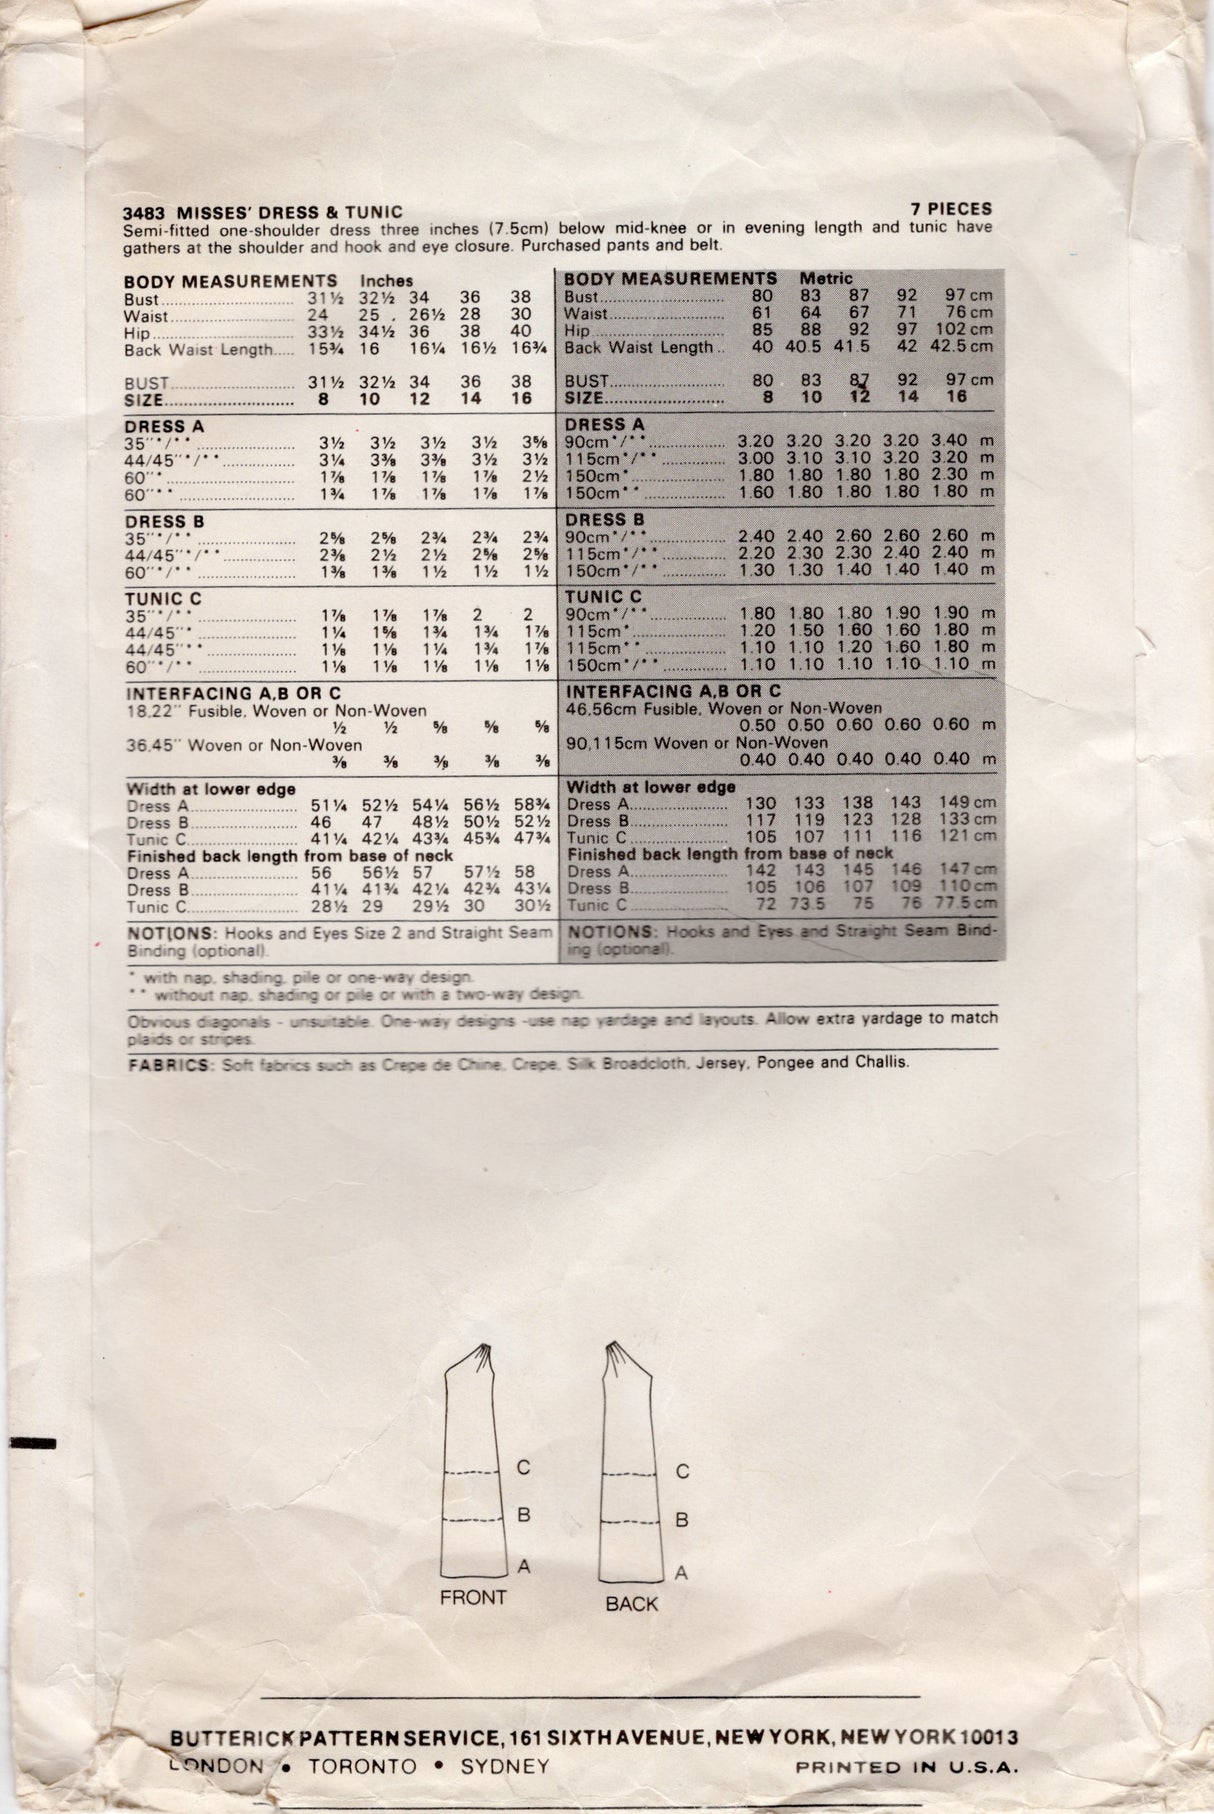 3483 MISSES' DRESS & TUNIC 7 PIECES
Semi-fitted one-shoulder dress three inches (7.5cm) below mid-knee or in evening length and tunic have
gathers at the shoulder and hook and eye closure. Purchased pants and belt.
BODY MEASUREMENTS Inches
Bust 31½ 32½ 34 36 38
Waist 24 25 26½ 28 30
Hip 33½ 34½ 36 38 40
Back Waist Length 15¾ 16 16¼ 16½ 16¾
BUST 31½ 32½ 34 36 38
SIZE 8 10 12 14 16
DRESS A
35"*/** 3½ 3½ 3½ 3½ 3⅝
44/45"*/** 3¼ 3⅜ 3⅜ 3½ 3½
60"* 1⅞ 1⅞ 1⅞ 1⅞ 2½
60"** 1¾ 1⅞ 1⅞ 1⅞ 1⅞
DRESS B
35"*/** 2⅝ 2⅝ 2¾ 2¾ 2¾
44/45"*/** 2⅜ 2½ 2½ 2⅝ 2⅝
60"*/** 1⅜ 1⅜ 1½ 1½ 1½
TUNIC C
35"*/** 1⅞ 1⅞ 1⅞ 2 2
44/45"* 1¼ 1⅝ 1¾ 1¾ 1⅞
44/45"** 1⅛ 1⅛ 1¼ 1¾ 1⅞
60"*/** 1⅛ 1⅛ 1⅛ 1⅛ 1⅛
INTERFACING A,B OR C
18,22" Fusible, Woven or Non-Woven
½ ½ ⅝ ⅝ ⅝
36,45" Woven or Non-Woven
⅜ ⅜ ⅜ ⅜ ⅜
Width at lower edge
Dress A 51¼ 52½ 54¼ 56½ 58¾
Dress B 46 47 48½ 50½ 52½
Tunic C 41¼ 42¼ 43¾ 45¾ 47¾
Finished back length from base of neck
Dress A 56 56½ 57 57½ 58
Dress B 41¼ 41¾ 42¼ 42¾ 43¼
Tunic C 28½ 29 29½ 30 30½
NOTIONS: Hooks and Eyes Size 2 and Straight Seam
Binding (optional).
BODY MEASUREMENTS Metric
Bust 80 83 87 92 97 cm
Waist 61 64 67 71 76 cm
Hip 85 88 92 97 102 cm
Back Waist Length 40 40.5 41.5 42 42.5 cm
BUST 80 83 87 92 97 cm
SIZE 8 10 12 14 16
DRESS A
90cm*/** 3.20 3.20 3.20 3.20 3.40 m
115cm*/** 3.00 3.10 3.10 3.20 3.20 m
150cm* 1.80 1.80 1.80 1.80 2.30 m
150cm** 1.60 1.80 1.80 1.80 1.80 m
DRESS B
90cm*/** 2.40 2.40 2.60 2.60 2.60 m
115cm*/** 2.20 2.30 2.30 2.40 2.40 m
150cm*/** 1.30 1.30 1.40 1.40 1.40 m
TUNIC C
90cm*/** 1.80 1.80 1.80 1.90 1.90 m
115cm* 1.20 1.50 1.60 1.60 1.80 m
115cm** 1.10 1.10 1.20 1.60 1.80 m
150cm*/** 1.10 1.10 1.10 1.10 1.10 m
INTERFACING A,B OR C
46,56cm Fusible, Woven or Non-Woven
0.50 0.50 0.60 0.60 0.60 m
90,115cm Woven or Non-Woven
0.40 0.40 0.40 0.40 0.40 m
Width at lower edge
Dress A 130 133 138 143 149 cm
Dress B 117 119 123 128 133 cm
Tunic C 105 107 111 116 121 cm
Finished back length from base of neck
Dress A 142 143 145 146 147 cm
Dress B 105 106 107 109 110 cm
Tunic C 72 73.5 75 76 77.5 cm
NOTIONS: Hooks and Eyes and Straight Seam Bind-
ing (optional).
* with nap, shading, pile or one-way design.
** without nap, shading or pile or with a two-way design.
Obvious diagonals - unsuitable. One-way designs -use nap yardage and layouts. Allow extra yardage to match
plaids or stripes.
FABRICS: Soft fabrics such as Crepe de Chine, Crepe, Silk Broadcloth, Jersey, Pongee and Challis.
C C
B B
A A
FRONT BACK
BUTTERICK PATTERN SERVICE, 161 SIXTH AVENUE, NEW YORK, NEW YORK 10013
LONDON • TORONTO • SYDNEY PRINTED IN U.S.A.